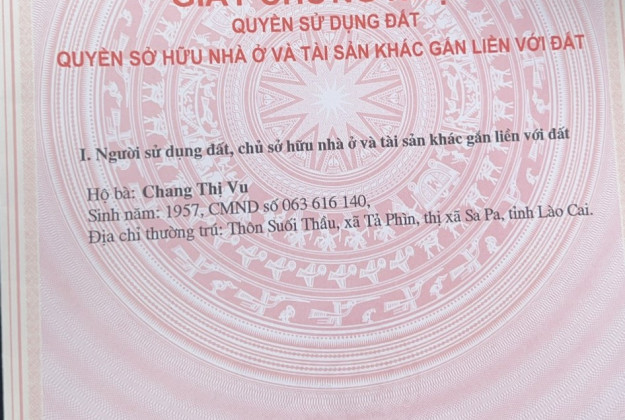 QUYỀN SỬ DỤNG ĐẤT
QUYỀN SỞ HỮU NHÀ Ở VÀ TÀI SẢN KHÁC GẮN LIỀN VỚI ĐẤT
I. Người sử dụng đất, chủ sở hữu nhà ở và tài sản khác gắn liền với đất
Hộ bà: Chang Thị Vu
Sinh năm: 1957, CMND số 063 616 140,
Địa chỉ thường trú: Thôn Suối Thầu, xã Tả Phìn, thị xã Sa Pa, tỉnh Lào Cai.